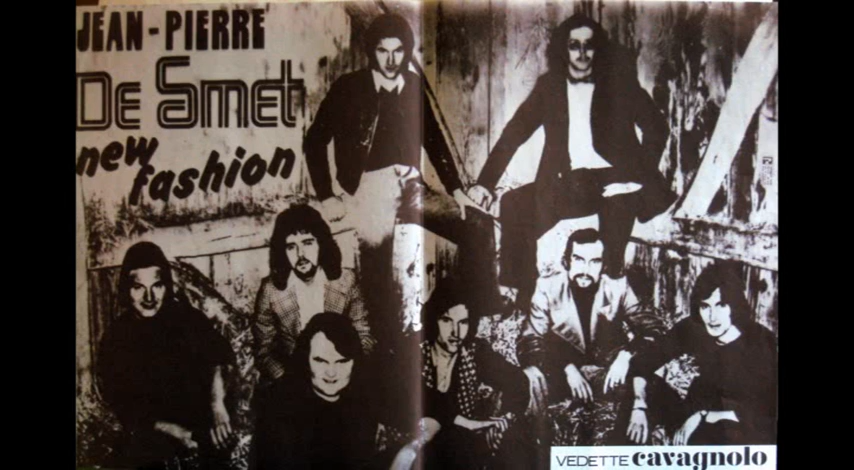 JEAN-PIERRE
De Smet
new
fashion
VEDETTE cavagnolo